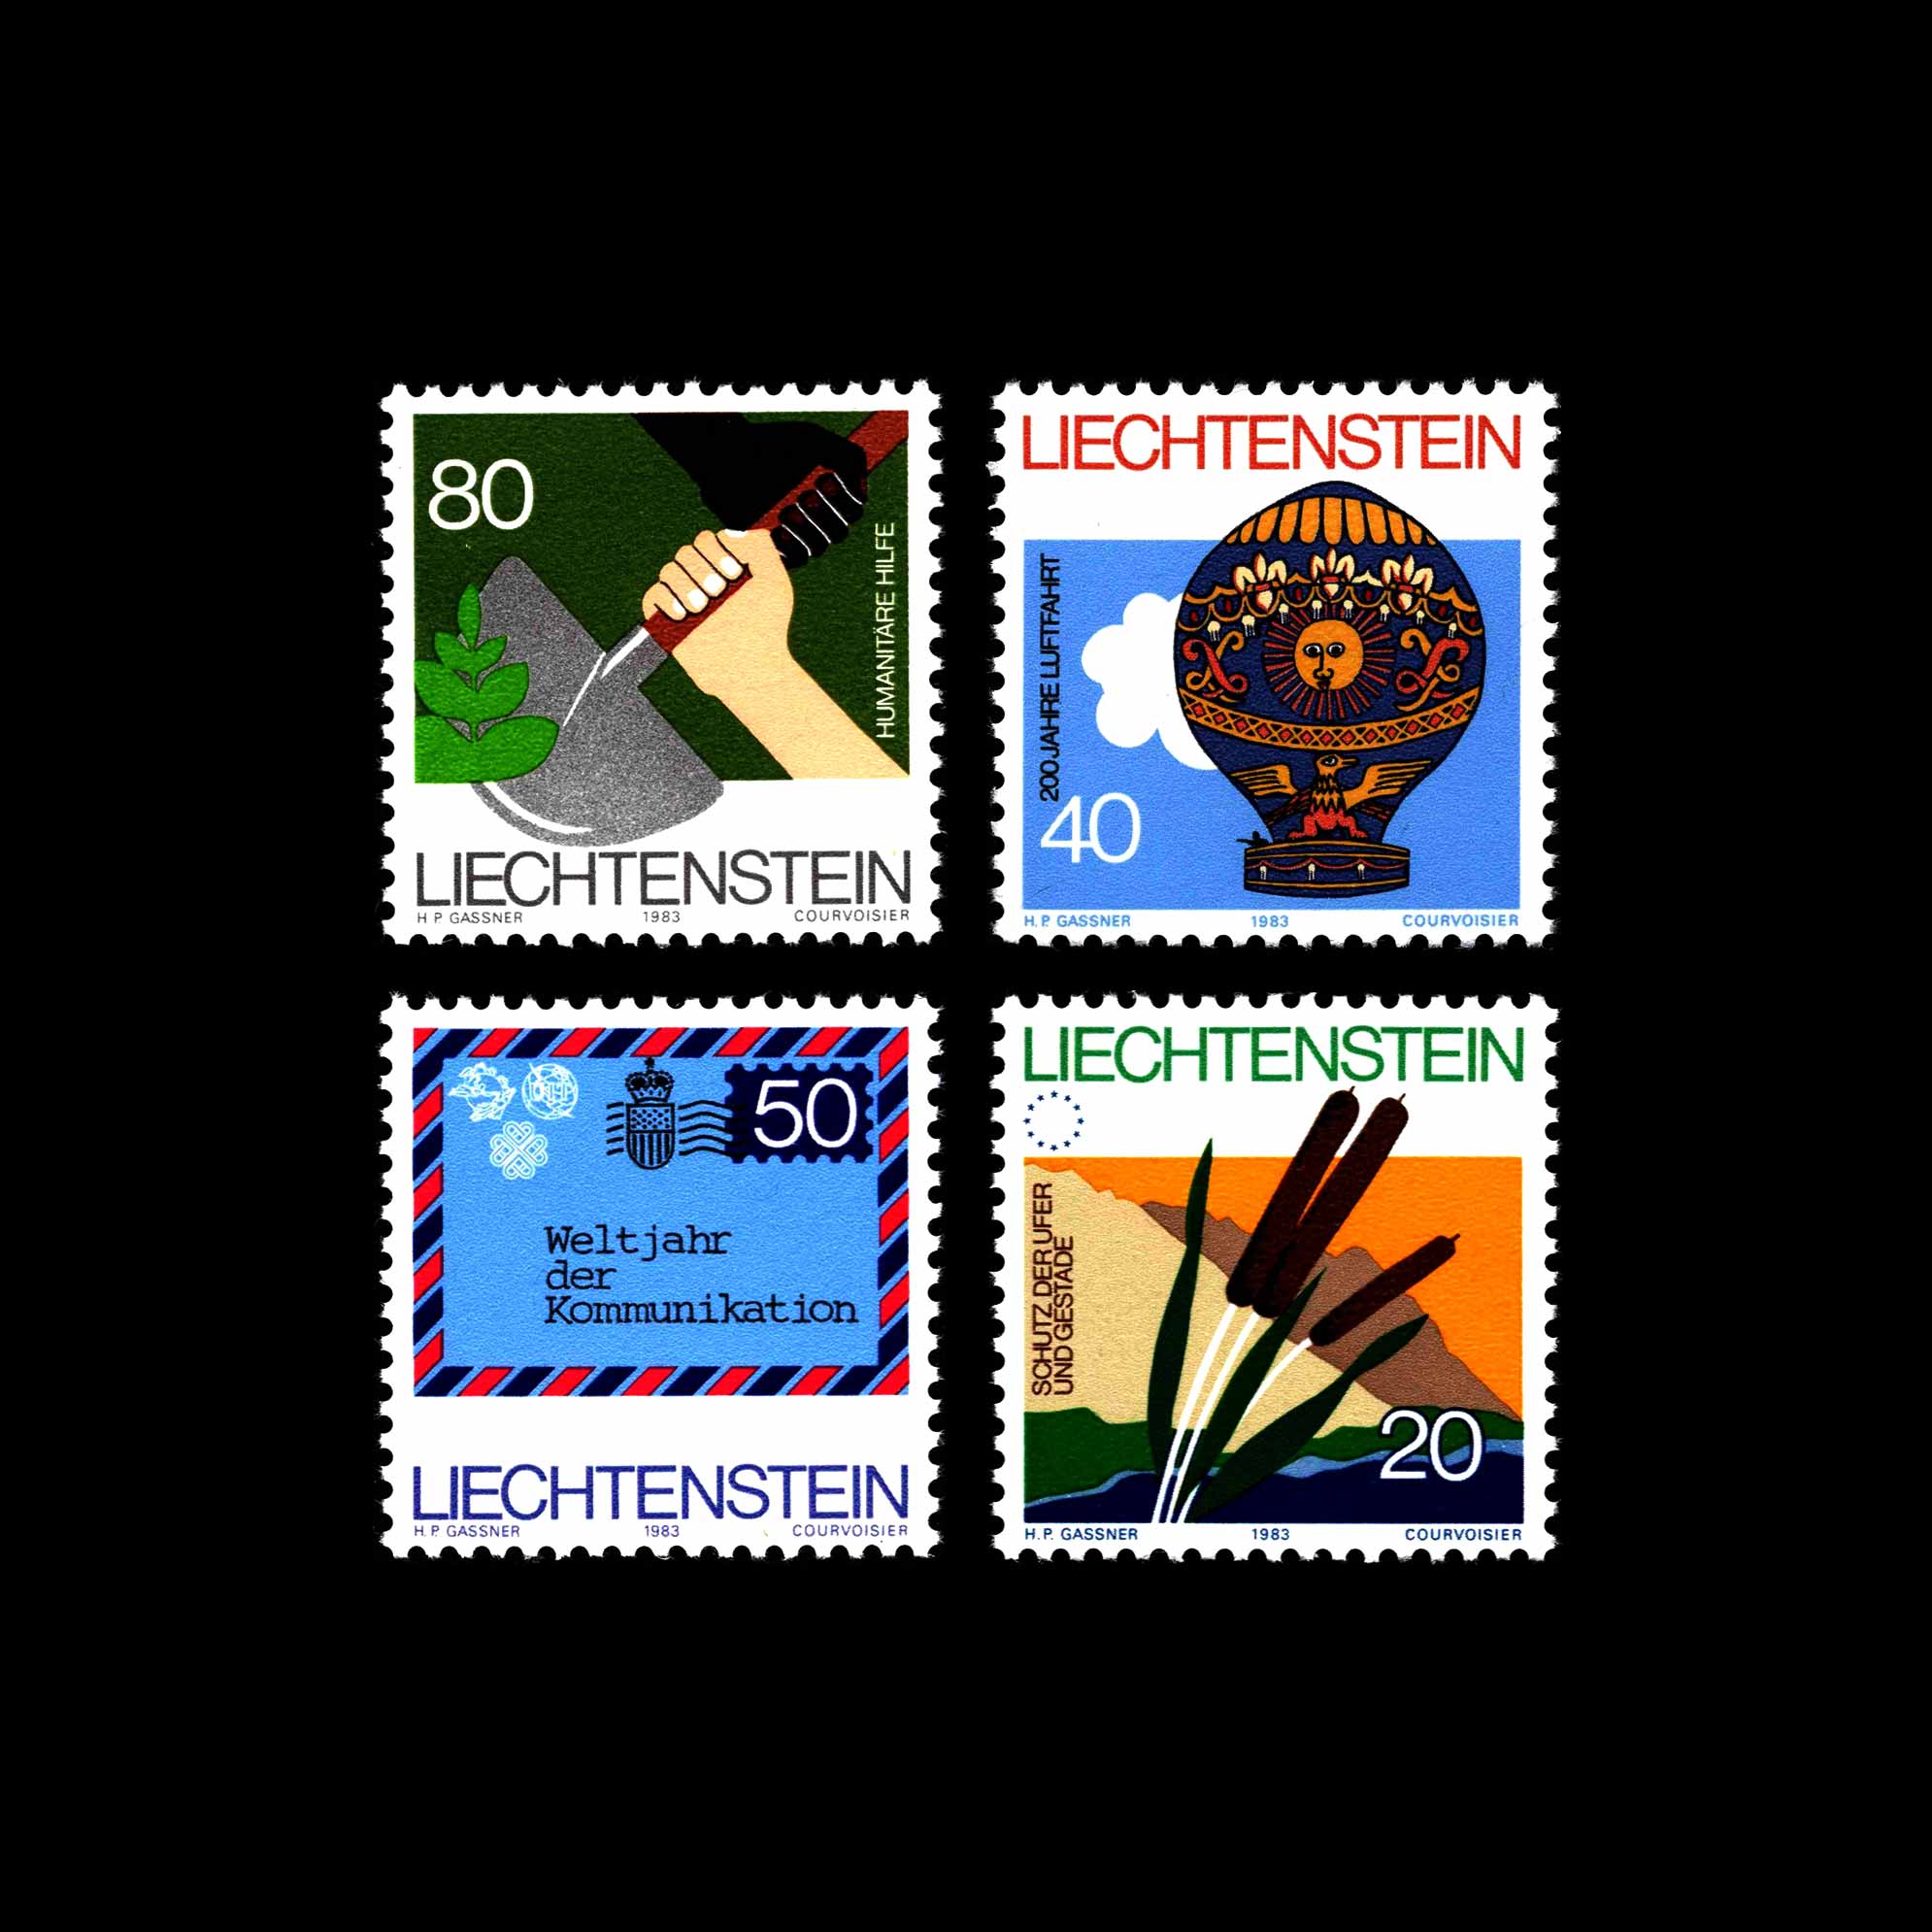 80
HUMANITÄRE HILFE
LIECHTENSTEIN
H.P. GASSNER 1983 COURVOISIER
LIECHTENSTEIN
200 JAHRE LUFTFAHRT
40
H.P. GASSNER 1983 COURVOISIER
50
Weltjahr
der
Kommunikation
LIECHTENSTEIN
H.P. GASSNER 1983 COURVOISIER
LIECHTENSTEIN
SCHUTZ DER UFER
UND GESTADE
20
H.P. GASSNER 1983 COURVOISIER